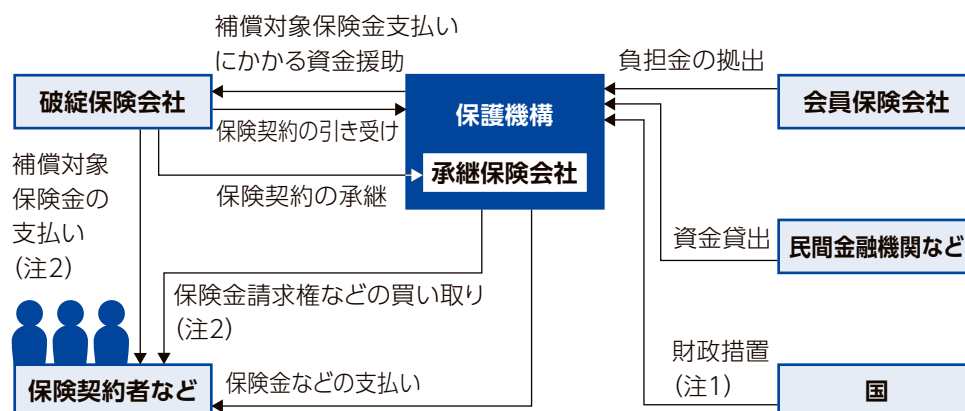 補償対象保険金支払い
にかかる資金援助
負担金の拠出
破綻保険会社
保護機構
会員保険会社
保険契約の引き受け
補償対象
保険金の
支払い
(注2)
承継保険会社
保険契約の承継
資金貸出
民間金融機関など
保険金請求権などの買い取り
(注2)
財政措置
(注1)
保険契約者など
保険金などの支払い
国